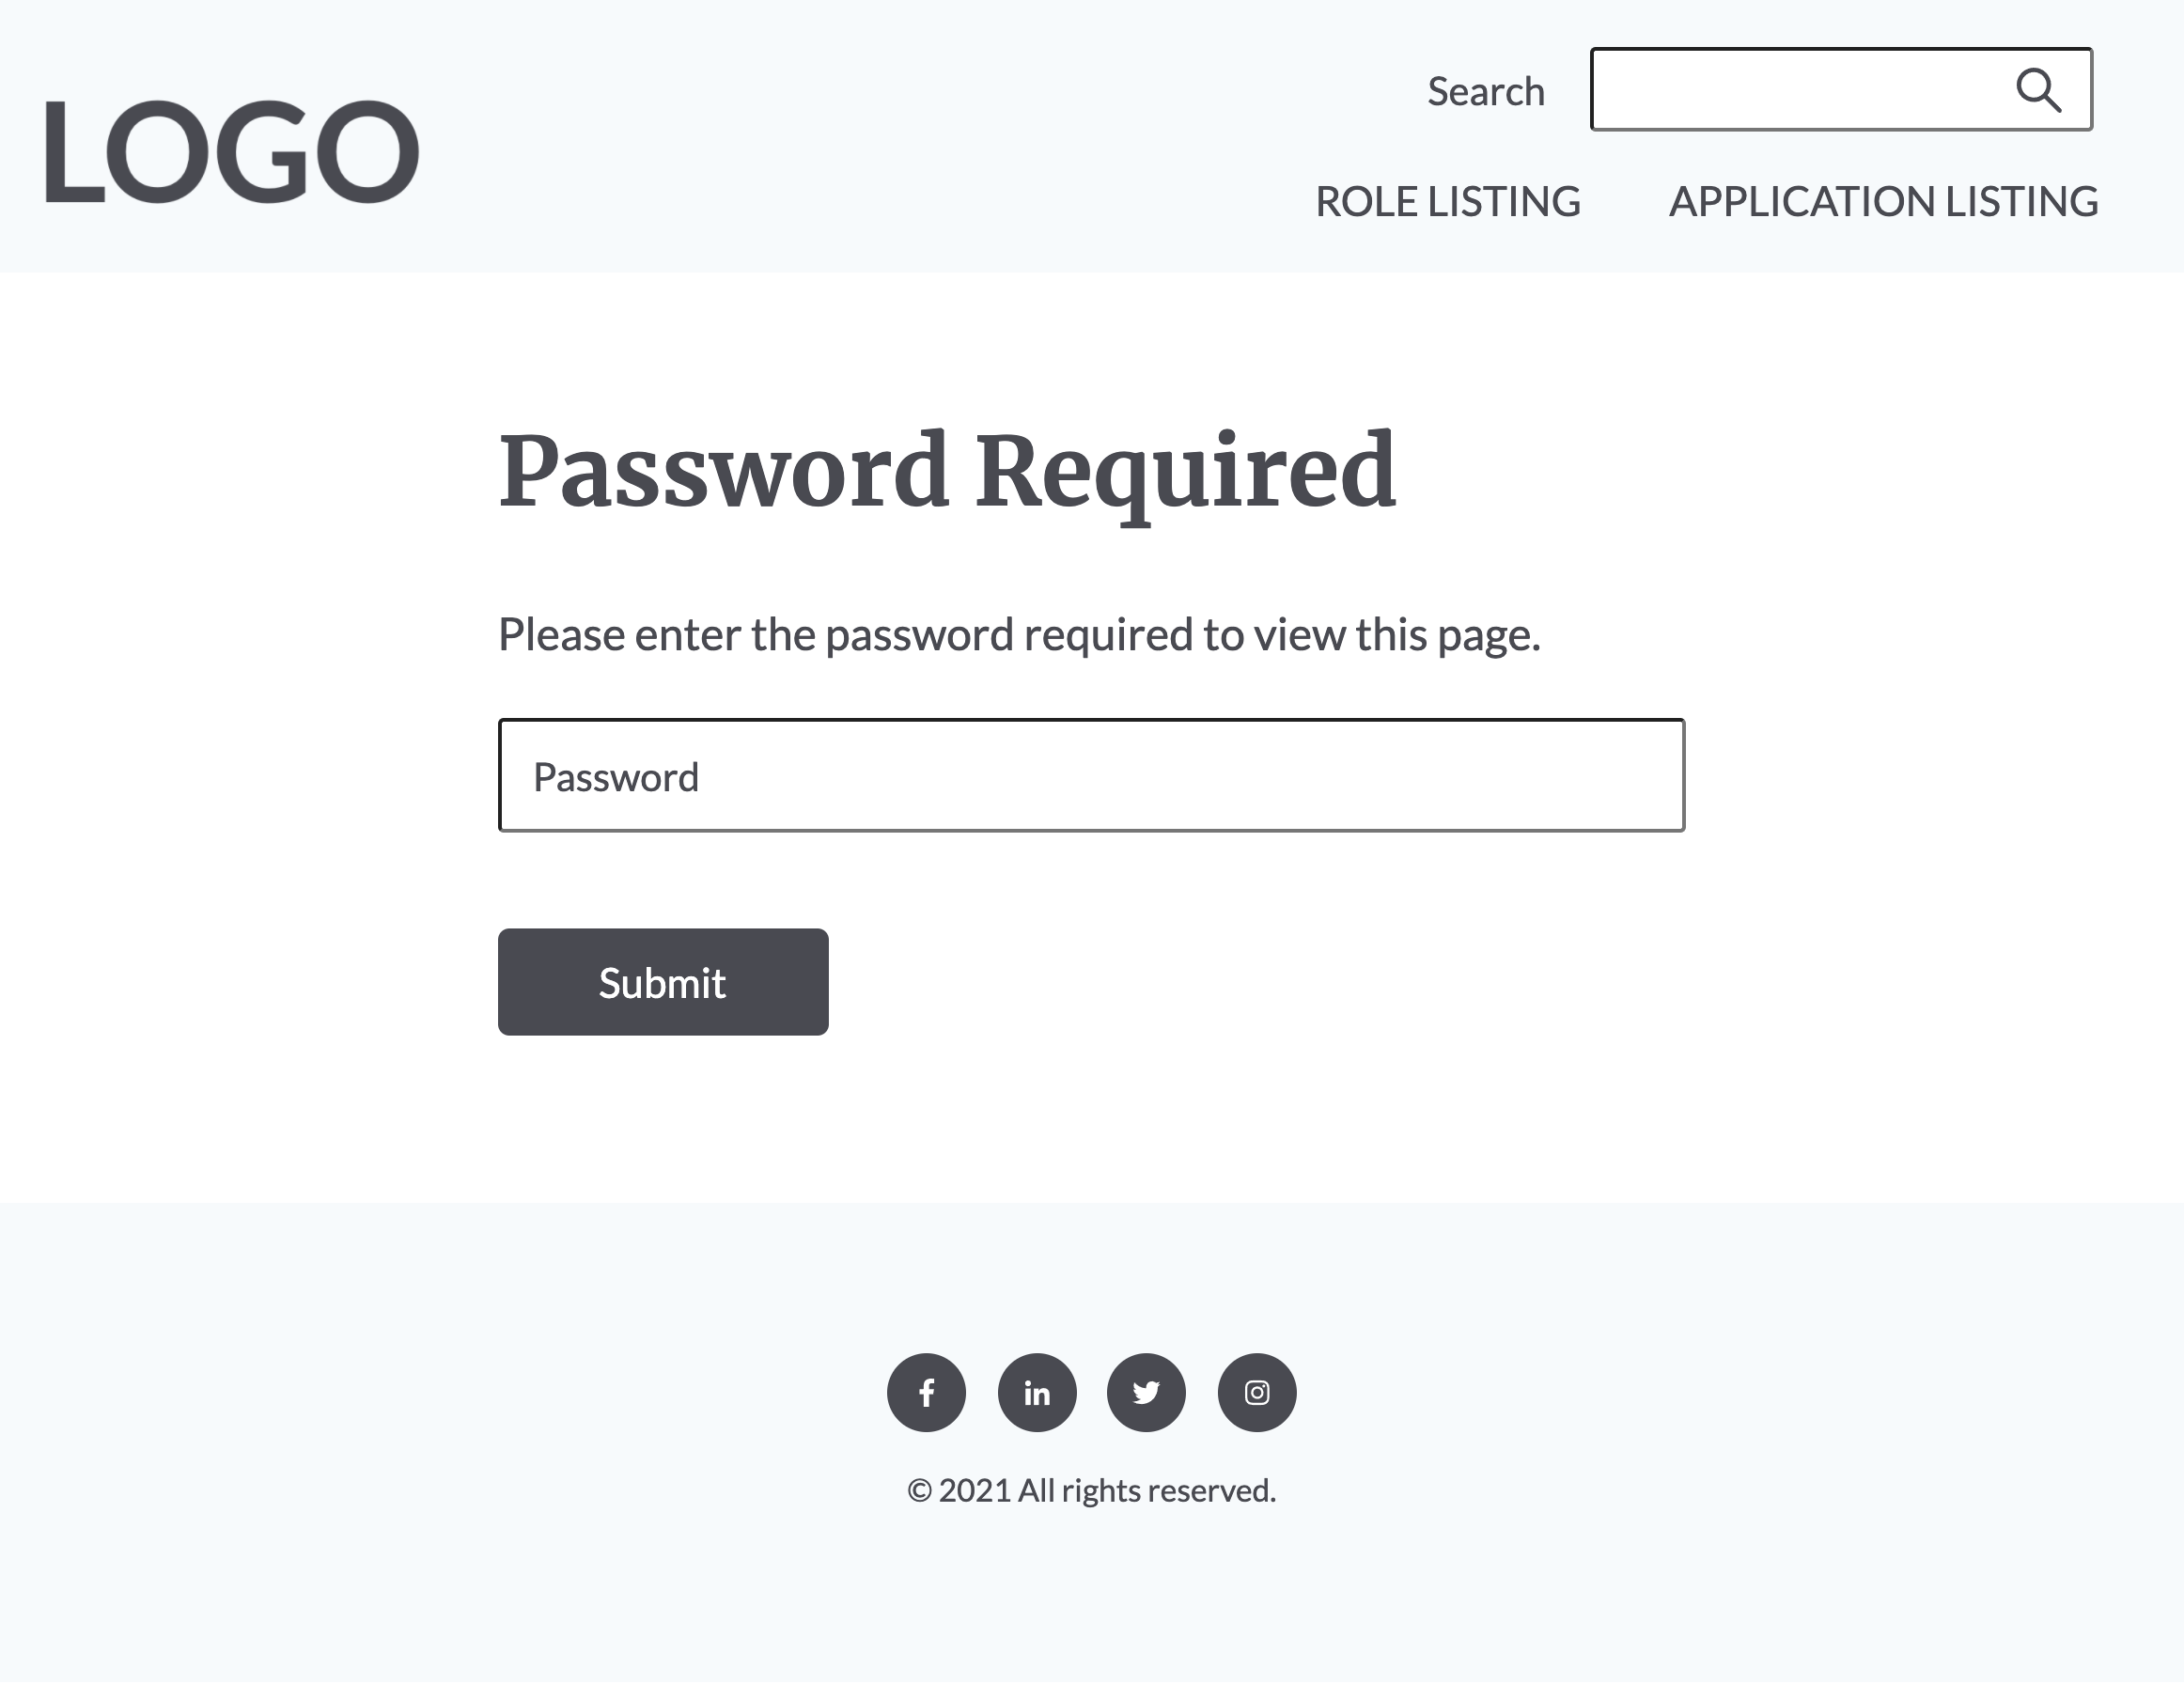 LOGO
Search
ROLE LISTING
APPLICATION LISTING
Password Required
Please enter the password required to view this page.
Password
Submit
© 2021 All rights reserved.